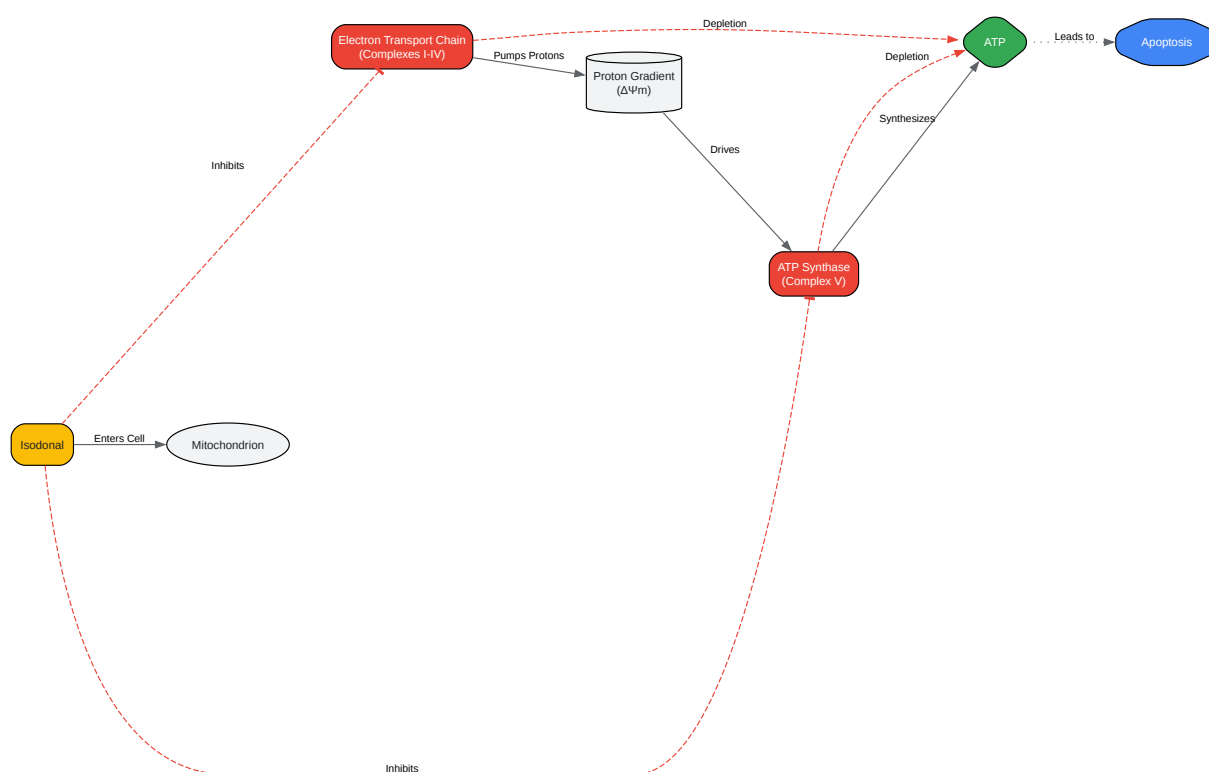 Depletion
Electron Transport Chain
(Complexes I-IV)
Leads to
ATP
Apoptosis
Pumps Protons
Depletion
Proton Gradient
(ΔΨm)
Synthesizes
Drives
Inhibits
ATP Synthase
(Complex V)
Isodonal
Enters Cell
Mitochondrion
Inhibits